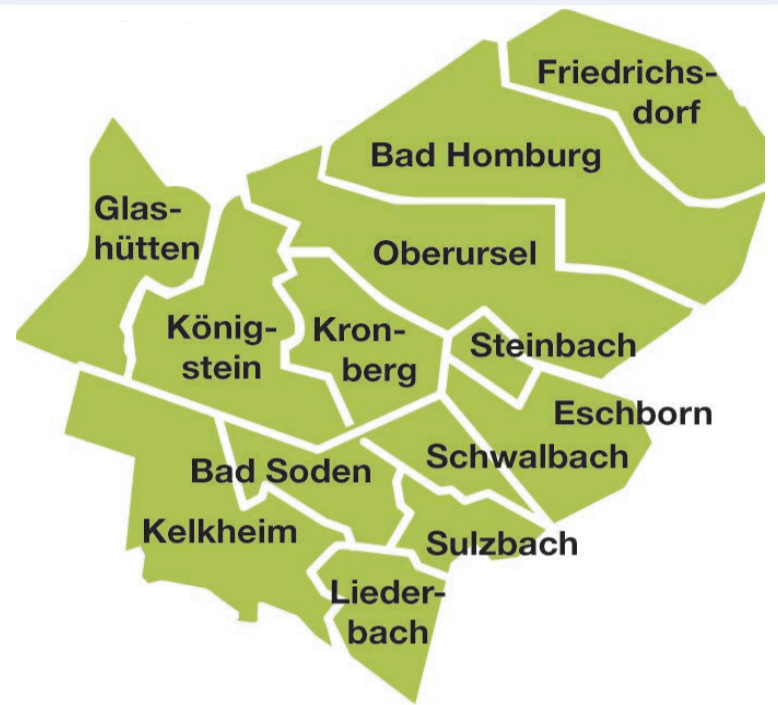 Friedrichs-
dorf
Bad Homburg
Glas-
hütten
Oberursel
König-
stein
Kron-
berg
Steinbach
Eschborn
Schwalbach
Bad Soden
Kelkheim
Sulzbach
Lieder-
bach